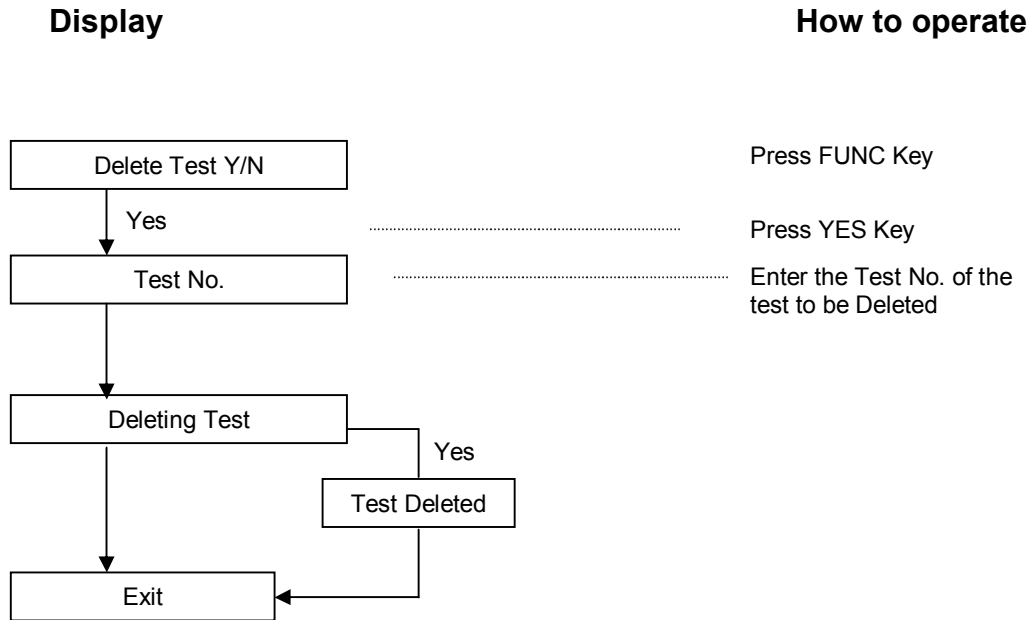 Display
How to operate
Delete Test Y/N
Press FUNC Key
Yes
Press YES Key
Test No.
Enter the Test No. of the
test to be Deleted
Deleting Test
Yes
Test Deleted
Exit